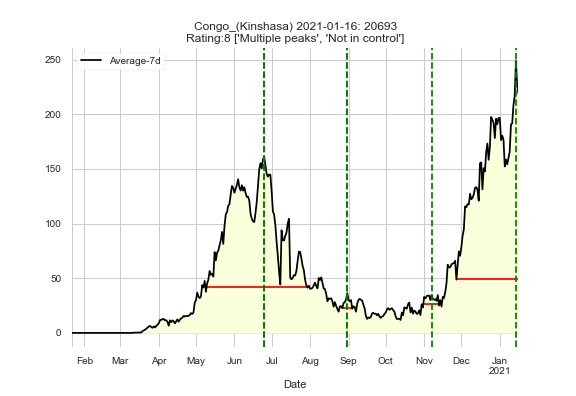 Congo_(Kinshasa) 2021-01-16: 20693
Rating:8 ['Multiple peaks', 'Not in control']
Average-7d
250
200
150
100
50
0
Feb Mar Apr May Jun Jul Aug Sep Oct Nov Dec Jan
2021
Date